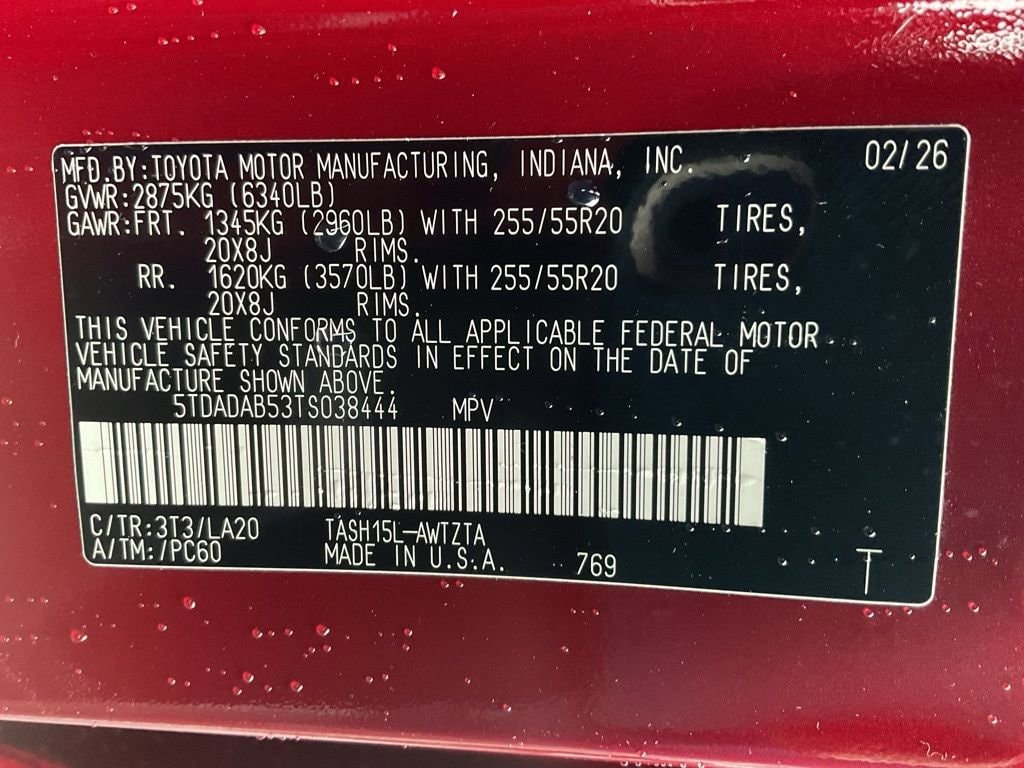 MFD.BY:TOYOTA MOTOR MANUFACTURING, INDIANA, INC. 02/26
GVWR:2875KG (6340LB)
GAWR:FRT. 1345KG (2960LB) WITH 255/55R20 TIRES,
20X8J RIMS.
RR. 1620KG (3570LB) WITH 255/55R20 TIRES,
20X8J RIMS.
THIS VEHICLE CONFORMS TO ALL APPLICABLE FEDERAL MOTOR
VEHICLE SAFETY STANDARDS IN EFFECT ON THE DATE OF
MANUFACTURE SHOWN ABOVE.
5TDADAB53TS038444 MPV
C/TR:3T3/LA20 TASH15L-AWTZTA
A/TM:/PC60 MADE IN U.S.A. 769 T